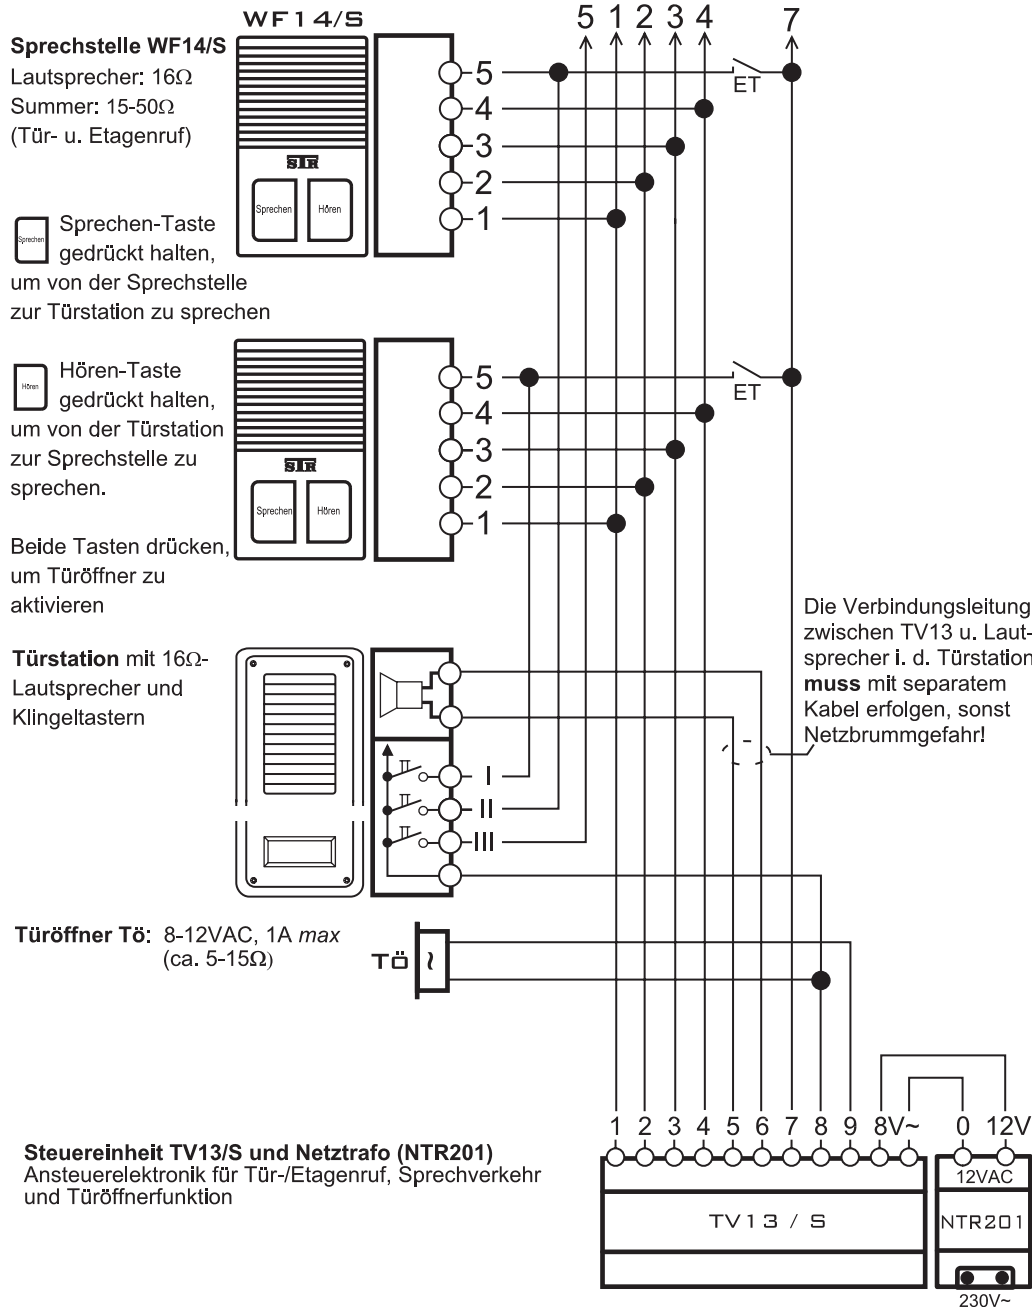 WF14/S
5 1 2 3 4 7
Sprechstelle WF14/S
Lautsprecher: 16Ω
Summer: 15-50Ω
(Tür- u. Etagenruf)
STR
Sprechen
Hören
5
4
3
2
1
ET
Sprechen
Sprechen-Taste
gedrückt halten,
um von der Sprechstelle
zur Türstation zu sprechen
Hören
Hören-Taste
gedrückt halten,
um von der Türstation
zur Sprechstelle zu
sprechen.
STR
Sprechen
Hören
5
4
3
2
1
ET
Beide Tasten drücken,
um Türöffner zu
aktivieren
Die Verbindungsleitung
zwischen TV13 u. Laut-
sprecher i. d. Türstation
muss mit separatem
Kabel erfolgen, sonst
Netzbrummgefahr!
Türstation mit 16Ω-
Lautsprecher und
Klingeltastern
I
II
III
Türöffner Tö: 8-12VAC, 1A max
(ca. 5-15Ω)
TÖ
~
1 2 3 4 5 6 7 8 9 8V~ 0 12V
Steuereinheit TV13/S und Netztrafo (NTR201)
Ansteuerelektronik für Tür-/Etagenruf, Sprechverkehr
und Türöffnerfunktion
12VAC
TV13 / S
NTR201
230V~